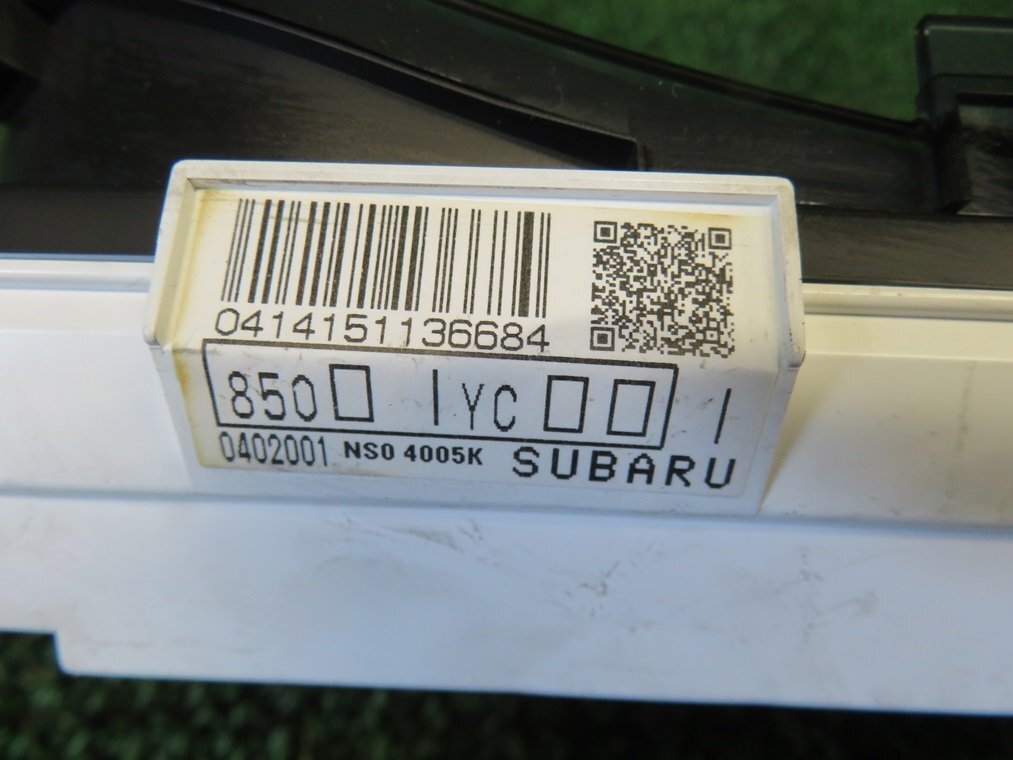 0414151136684
850□ | YC □□ |
0402001 NS0 4005K SUBARU